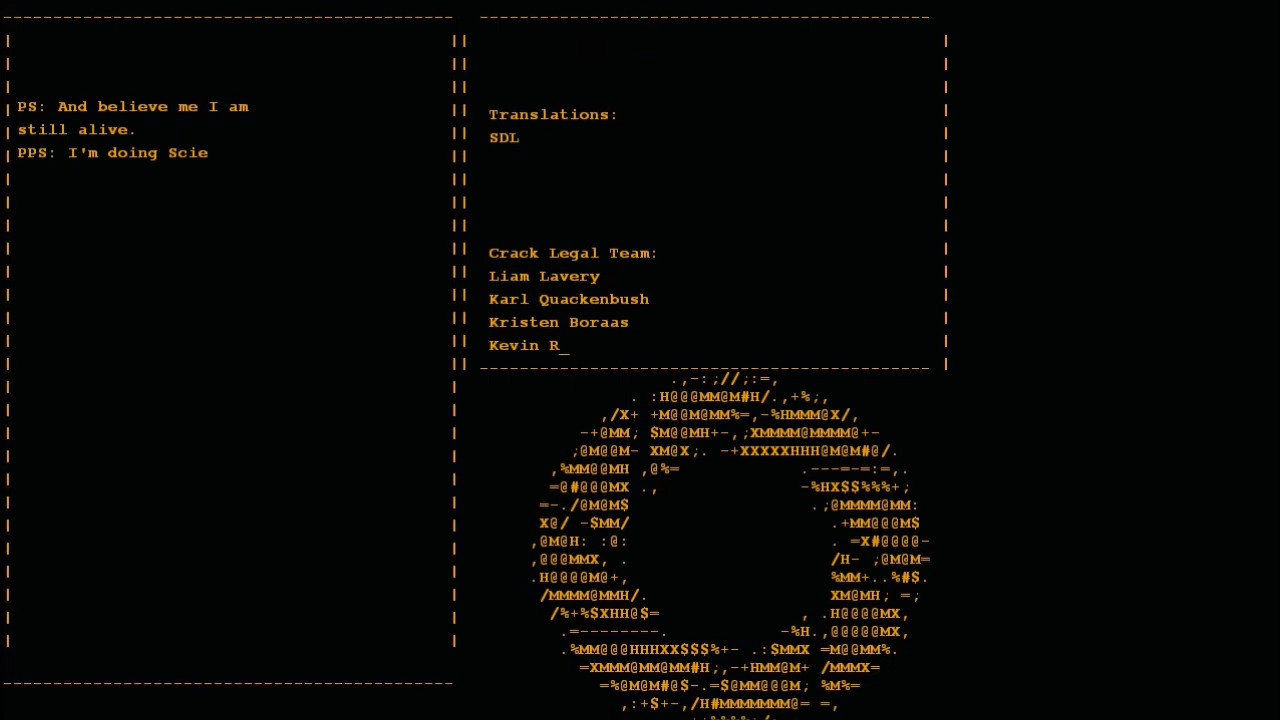 PS: And believe me I am
still alive.
PPS: I'm doing Scie
Translations:
SDL
Crack Legal Team:
Liam Lavery
Karl Quackenbush
Kristen Boraas
Kevin R_